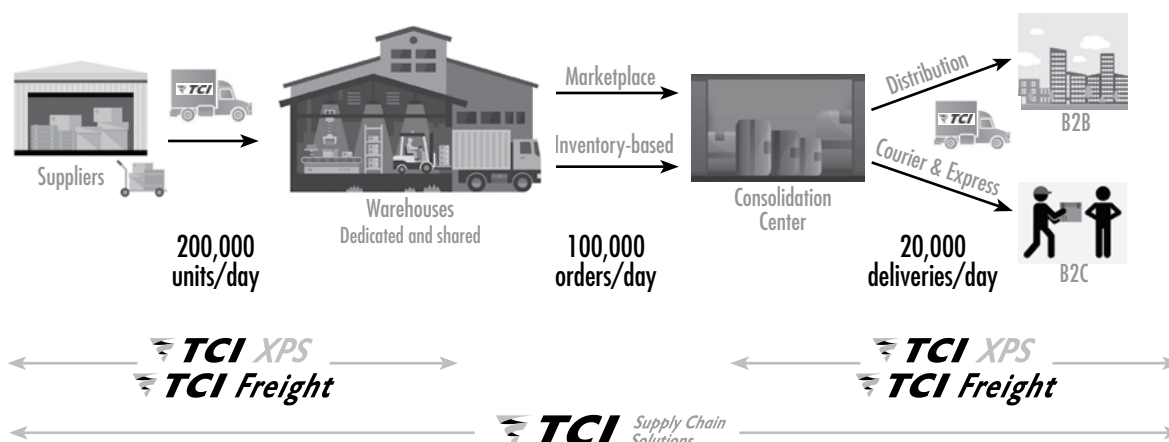 TCI
Suppliers
200,000
units/day
Warehouses
Dedicated and shared
Marketplace
Inventory-based
100,000
orders/day
Consolidation
Center
Distribution
TCI
Courier & Express
20,000
deliveries/day
B2B
B2C
TCI XPS
TCI Freight
TCI XPS
TCI Freight
TCI Supply Chain
Solutions